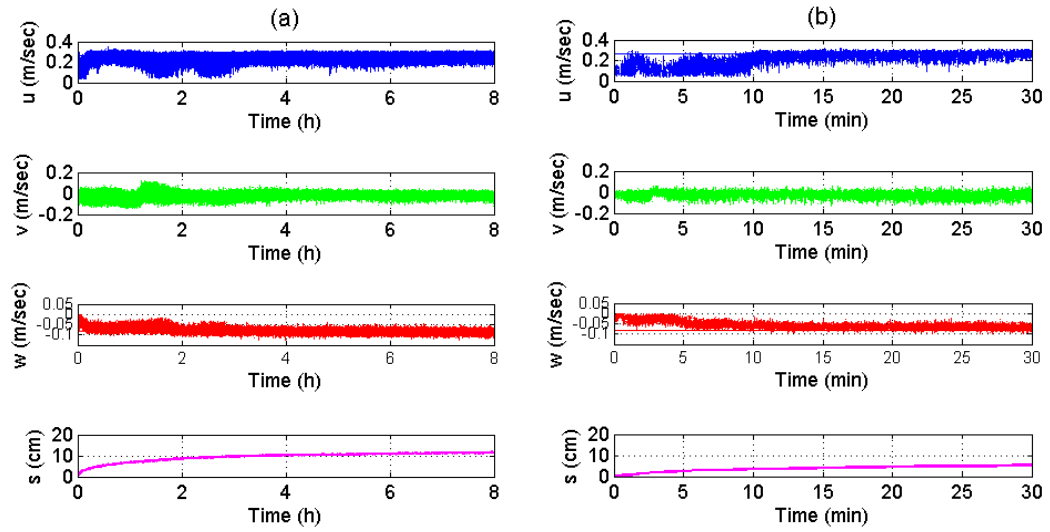 (a)
0.4
0.2
0
u (m/sec)
0 2 4 6 8
Time (h)
0.2
0
-0.2
v (m/sec)
0 2 4 6 8
Time (h)
0.05
0
-0.05
-0.1
w (m/sec)
0 2 4 6 8
Time (h)
20
10
0
s (cm)
0 2 4 6 8
Time (h)
(b)
0.4
0.2
0
u (m/sec)
0 5 10 15 20 25 30
Time (min)
0.2
0
-0.2
v (m/sec)
0 5 10 15 20 25 30
Time (min)
0.05
0
-0.05
-0.1
w (m/sec)
0 5 10 15 20 25 30
Time (min)
20
10
0
s (cm)
0 5 10 15 20 25 30
Time (min)